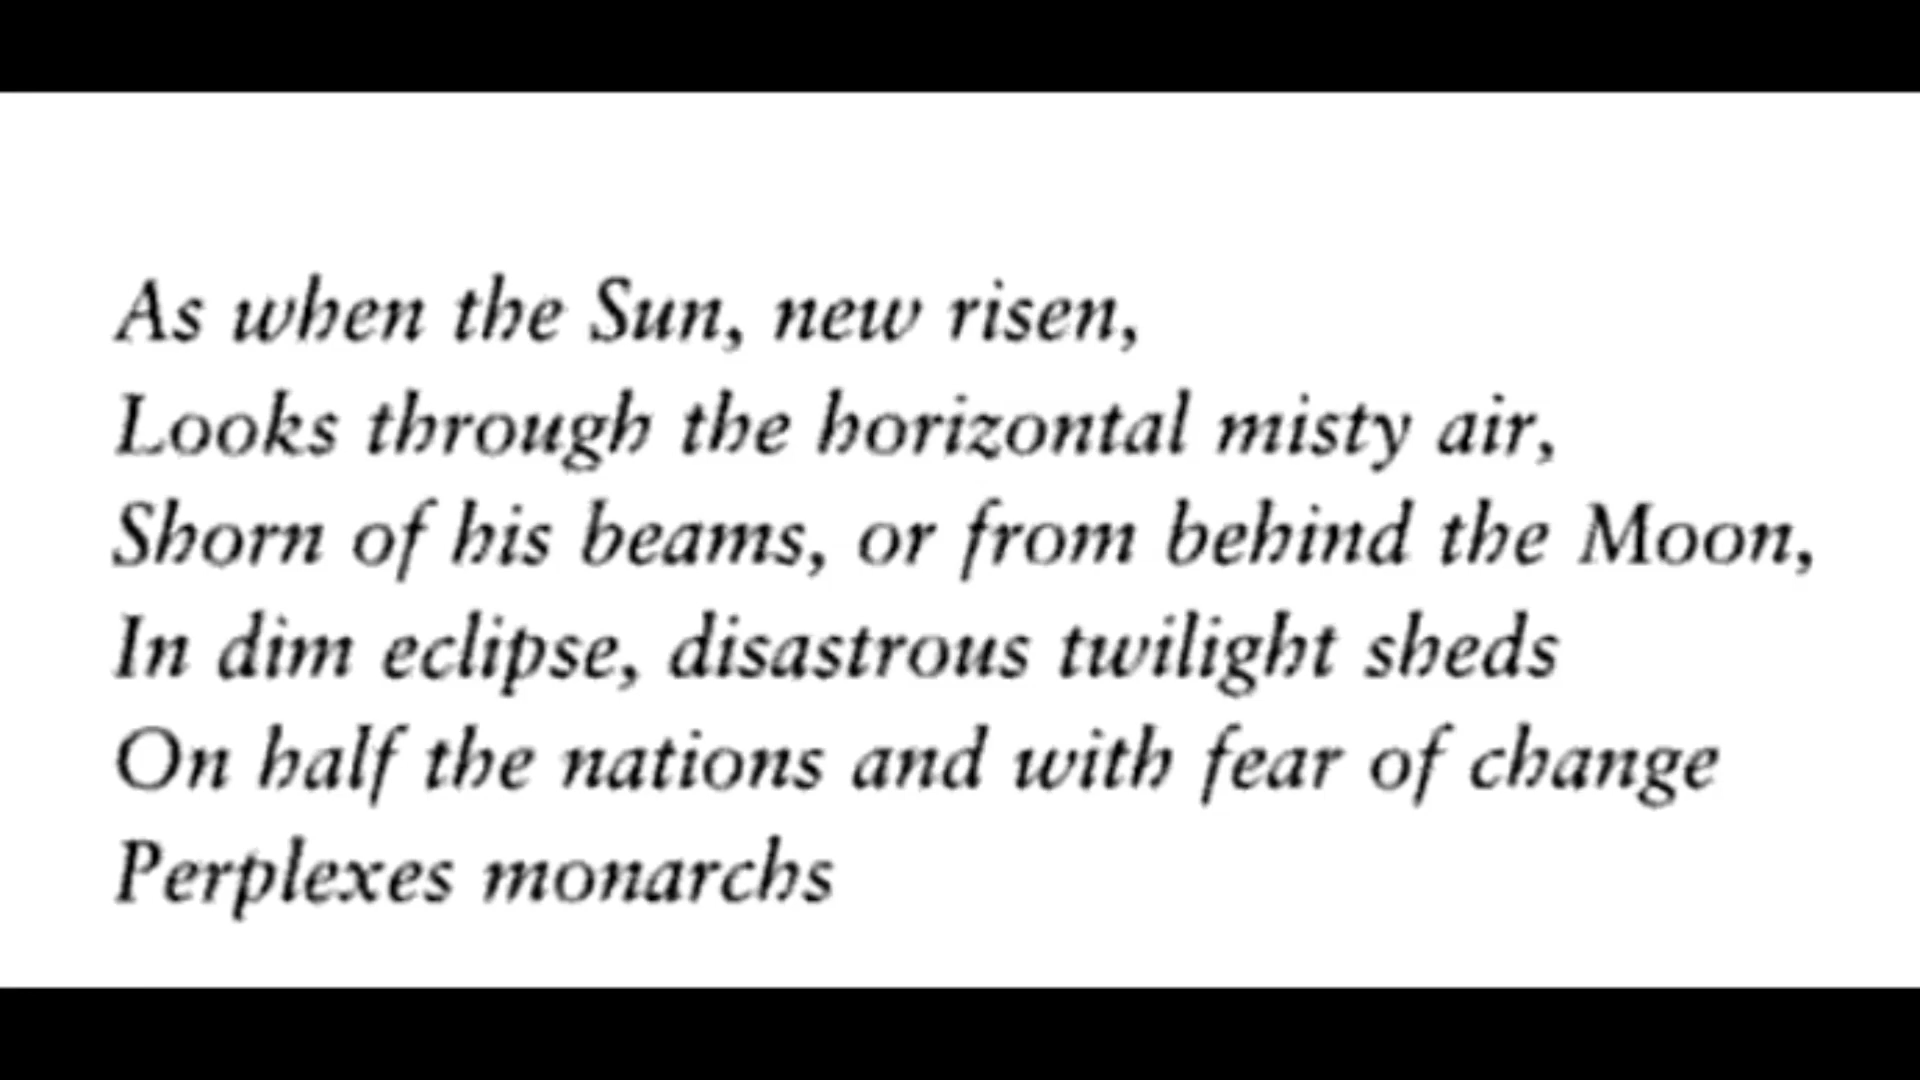 As when the Sun, new risen,
Looks through the horizontal misty air,
Shorn of his beams, or from behind the Moon,
In dim eclipse, disastrous twilight sheds
On half the nations and with fear of change
Perplexes monarchs